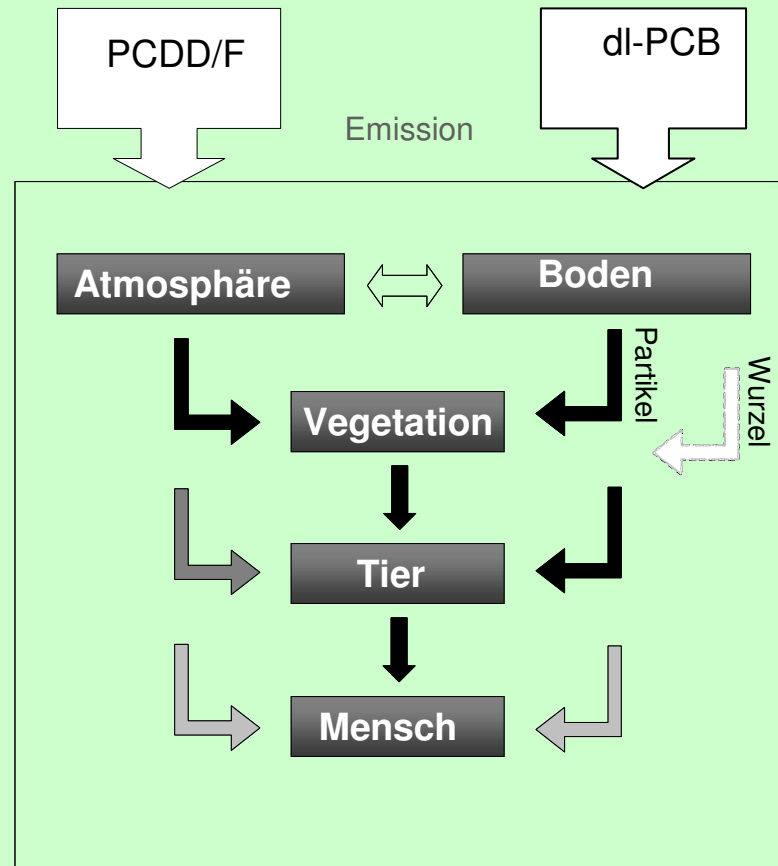 PCDD/F
dl-PCB
Emission
Atmosphäre
Boden
Partikel
Wurzel
Vegetation
Tier
Mensch